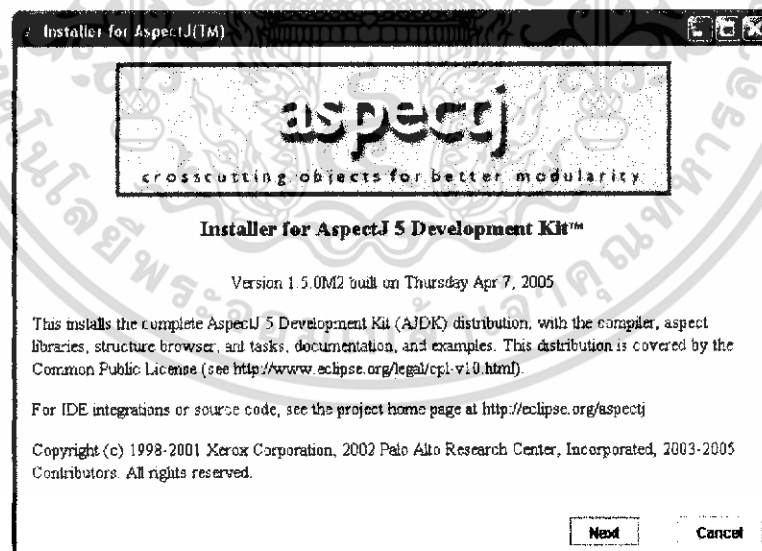 Installer for AspectJ(TM)
aspectj
crosscutting objects for better modularity
Installer for AspectJ 5 Development Kit™
Version 1.5.0M2 built on Thursday Apr 7, 2005
This installs the complete AspectJ 5 Development Kit (AJDK) distribution, with the compiler, aspect
libraries, structure browser, ant tasks, documentation, and examples. This distribution is covered by the
Common Public License (see http://www.eclipse.org/legal/cpl-v10.html).
For IDE integrations or source code, see the project home page at http://eclipse.org/aspectj
Copyright (c) 1998-2001 Xerox Corporation, 2002 Palo Alto Research Center, Incorporated, 2003-2005
Contributors. All rights reserved.
Next Cancel